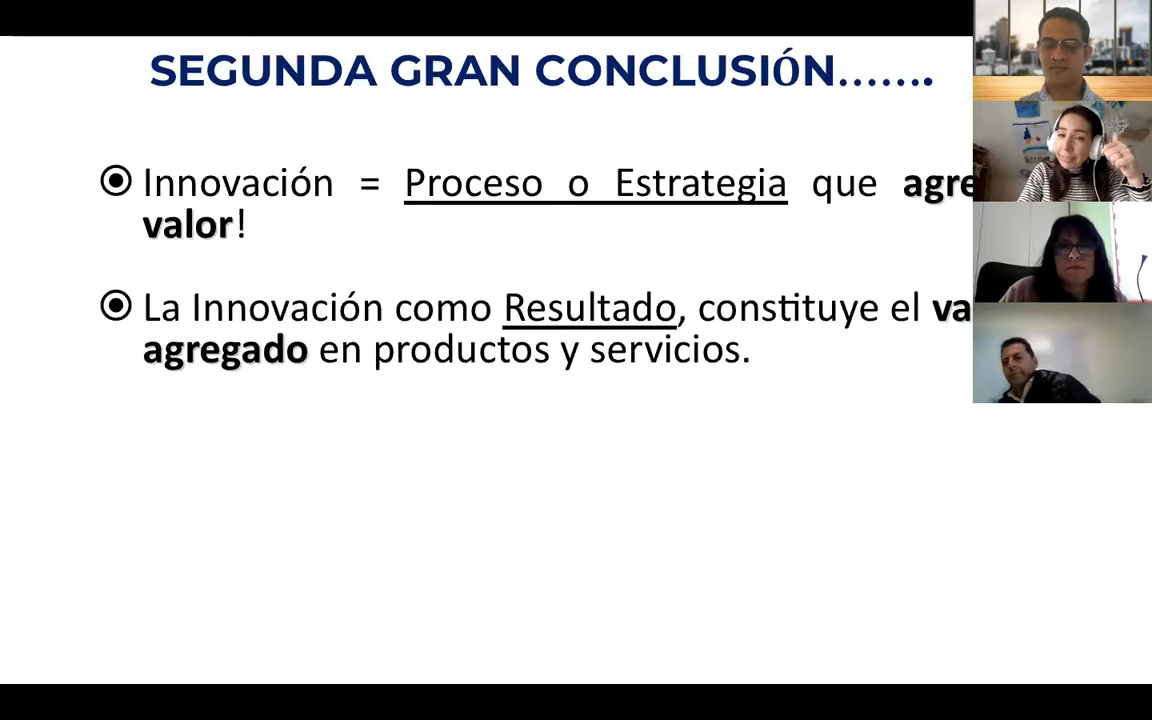 SEGUNDA GRAN CONCLUSIÓN.......
Innovación = Proceso o Estrategia que agre
valor!
La Innovación como Resultado, constituye el va
agregado en productos y servicios.